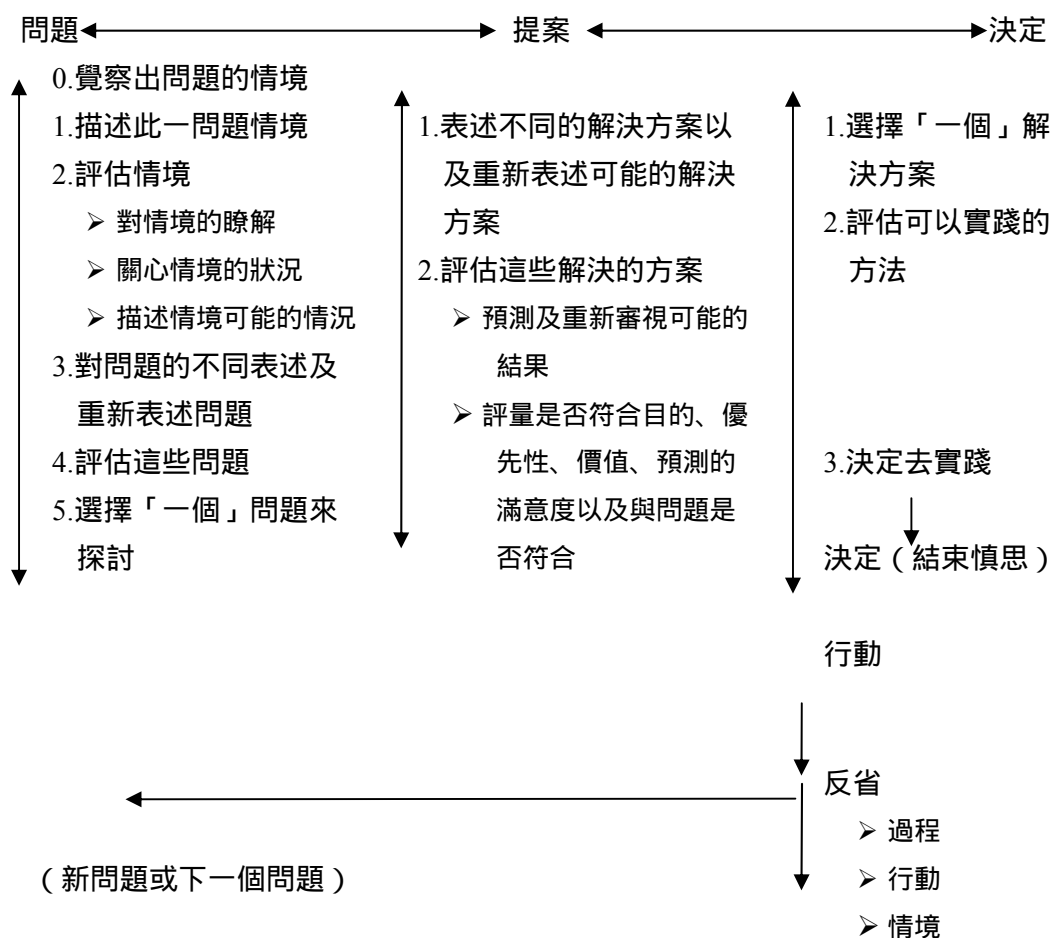 問題 提案 決定
0.覺察出問題的情境
1.描述此一問題情境
2.評估情境
➢ 對情境的瞭解
➢ 關心情境的狀況
➢ 描述情境可能的情況
3.對問題的不同表述及
重新表述問題
4.評估這些問題
5.選擇「一個」問題來
探討
1.表述不同的解決方案以
及重新表述可能的解決
方案
2.評估這些解決的方案
➢ 預測及重新審視可能的
結果
➢ 評量是否符合目的、優
先性、價值、預測的
滿意度以及與問題是
否符合
1.選擇「一個」解
決方案
2.評估可以實踐的
方法
3.決定去實踐
決定（結束慎思）
行動
反省
➢ 過程
➢ 行動
➢ 情境
（新問題或下一個問題）